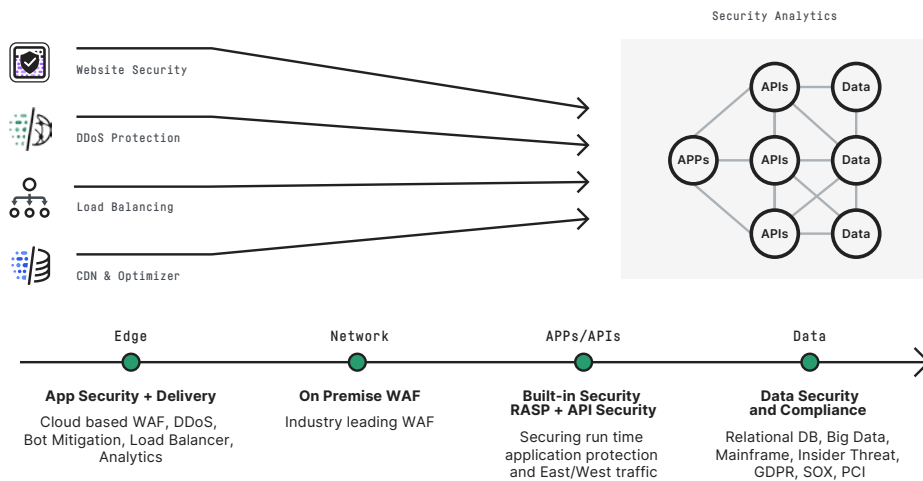 Security Analytics
Website Security
DDoS Protection
Load Balancing
CDN & Optimizer
APIs
Data
APPs
APIs
Data
APIs
Data
Edge
Network
APPs/APIs
Data
App Security + Delivery
Cloud based WAF, DDoS,
Bot Mitigation, Load Balancer,
Analytics
On Premise WAF
Industry leading WAF
Built-in Security
RASP + API Security
Securing run time
application protection
and East/West traffic
Data Security
and Compliance
Relational DB, Big Data,
Mainframe, Insider Threat,
GDPR, SOX, PCI